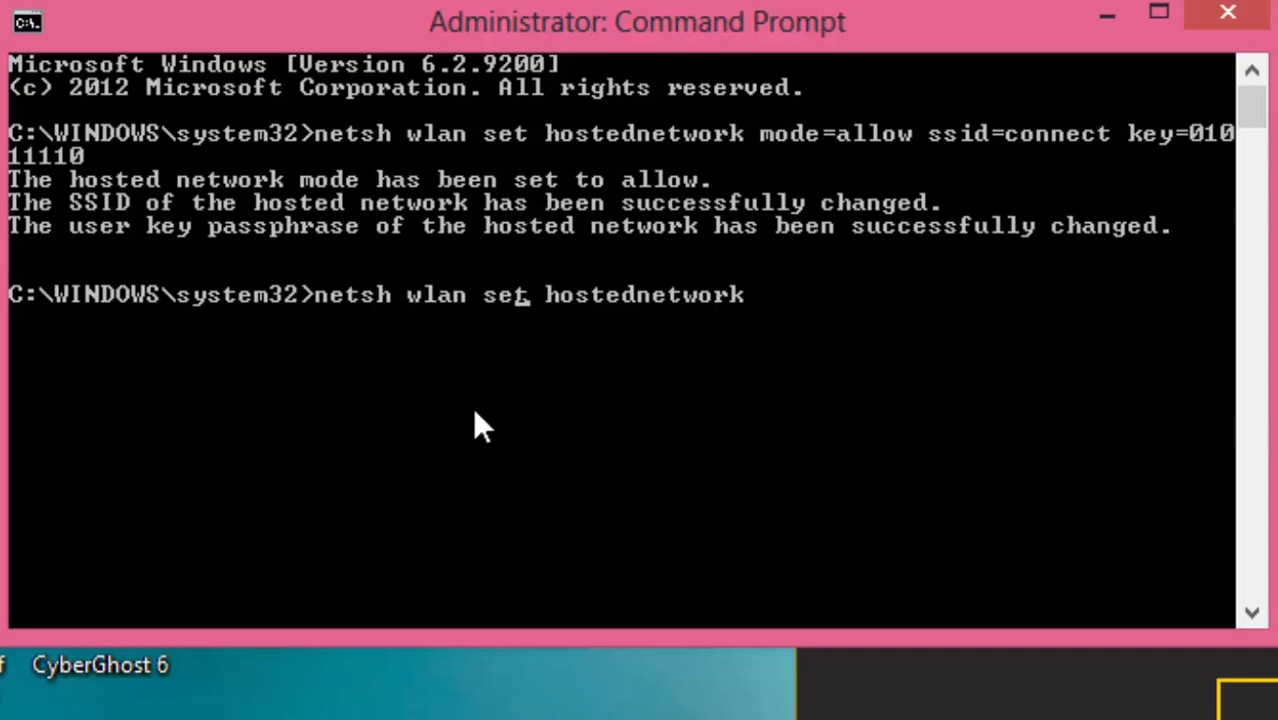 Administrator: Command Prompt
Microsoft Windows [Version 6.2.9200]
(c) 2012 Microsoft Corporation. All rights reserved.
C:\WINDOWS\system32>netsh wlan set hostednetwork mode=allow ssid=connect key=010
11110
The hosted network mode has been set to allow.
The SSID of the hosted network has been successfully changed.
The user key passphrase of the hosted network has been successfully changed.
C:\WINDOWS\system32>netsh wlan set hostednetwork
f CyberGhost 6